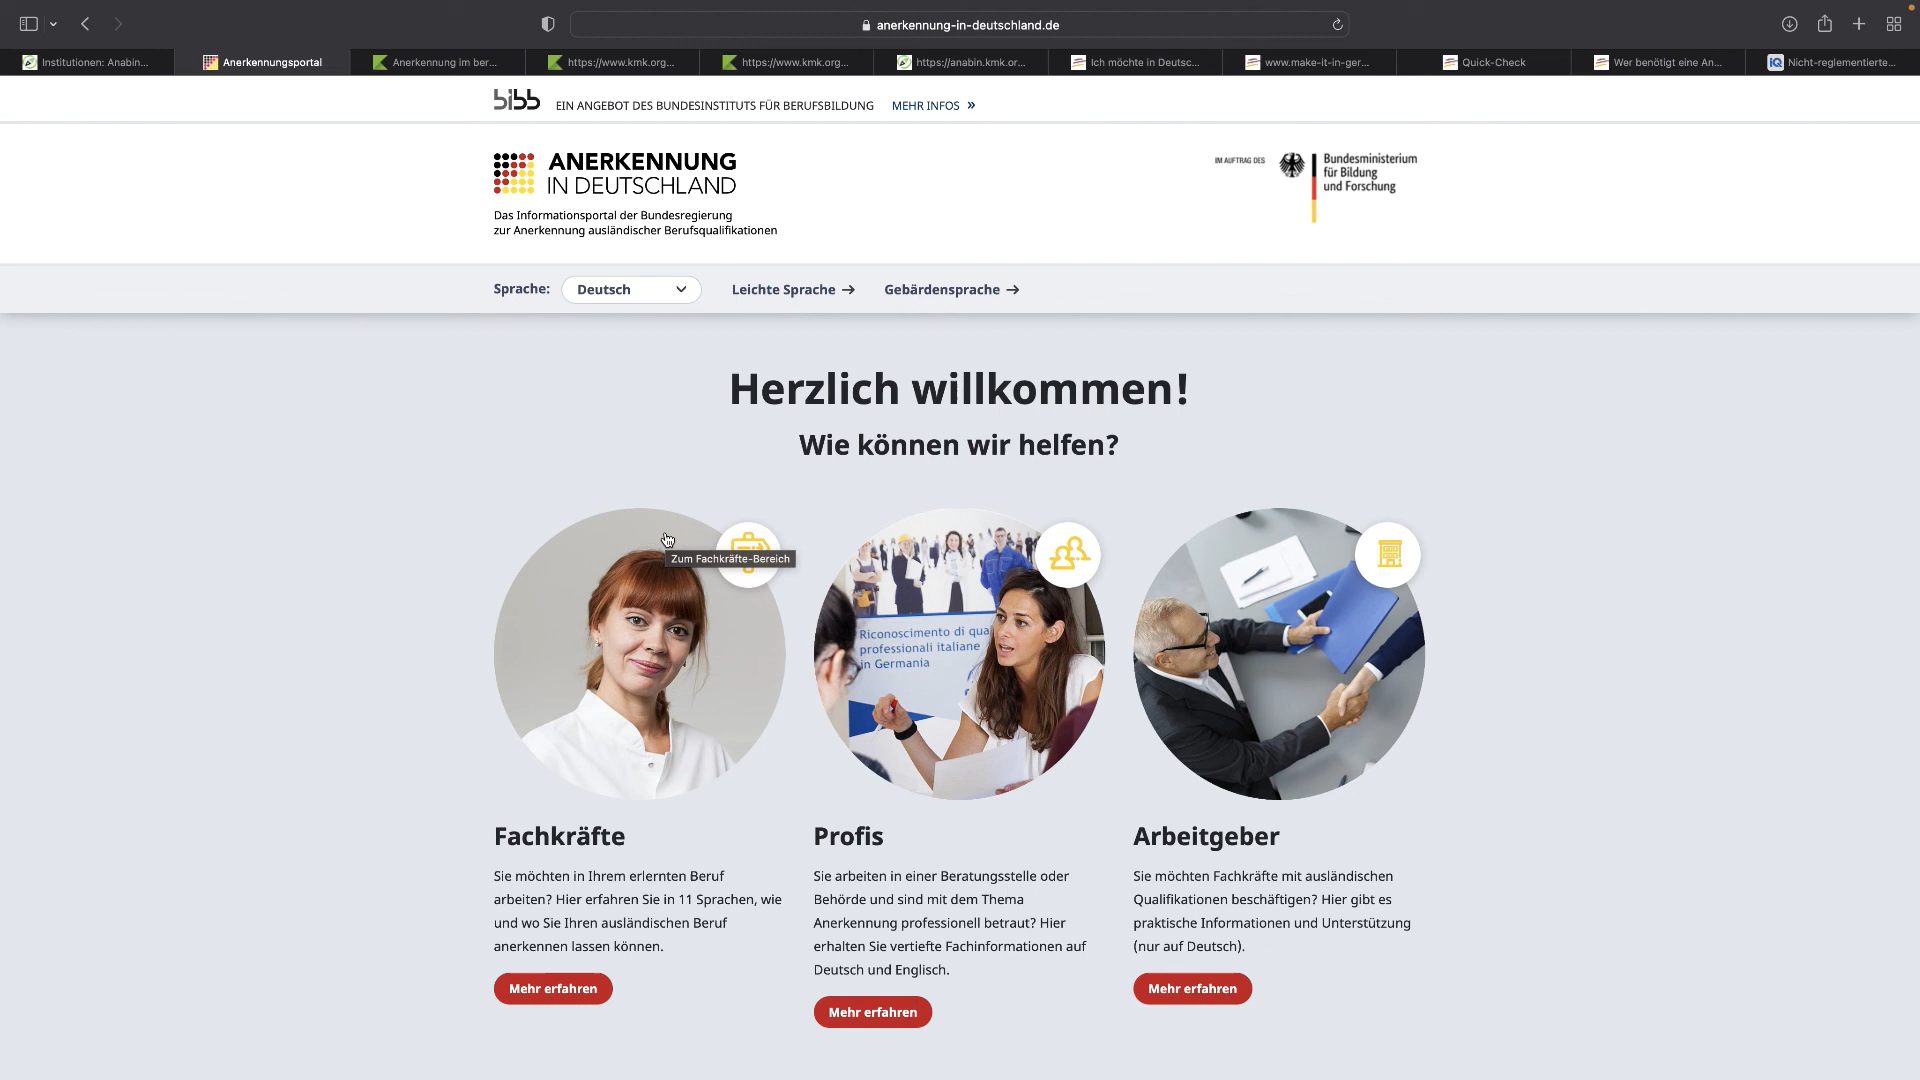 anerkennung-in-deutschland.de
Institutionen: Anabin...
Anerkennungsportal
Anerkennung im ber...
https://www.kmk.org...
https://www.kmk.org...
https://anabin.kmk.or...
Ich möchte in Deutsc...
www.make-it-in-ger...
Quick-Check
Wer benötigt eine An...
IQ
Nicht-reglementierte...
bibb
EIN ANGEBOT DES BUNDESINSTITUTS FÜR BERUFSBILDUNG
MEHR INFOS »
ANERKENNUNG
IN DEUTSCHLAND
Das Informationsportal der Bundesregierung
zur Anerkennung ausländischer Berufsqualifikationen
IM AUFTRAG DES
Bundesministerium
für Bildung
und Forschung
Sprache:
Deutsch
Leichte Sprache →
Gebärdensprache →
Herzlich willkommen!
Wie können wir helfen?
Zum Fachkräfte-Bereich
Riconoscimento di qua
professionali italiane
in Germania
Fachkräfte
Sie möchten in Ihrem erlernten Beruf
arbeiten? Hier erfahren Sie in 11 Sprachen, wie
und wo Sie Ihren ausländischen Beruf
anerkennen lassen können.
Mehr erfahren
Profis
Sie arbeiten in einer Beratungsstelle oder
Behörde und sind mit dem Thema
Anerkennung professionell betraut? Hier
erhalten Sie vertiefte Fachinformationen auf
Deutsch und Englisch.
Mehr erfahren
Arbeitgeber
Sie möchten Fachkräfte mit ausländischen
Qualifikationen beschäftigen? Hier gibt es
praktische Informationen und Unterstützung
(nur auf Deutsch).
Mehr erfahren